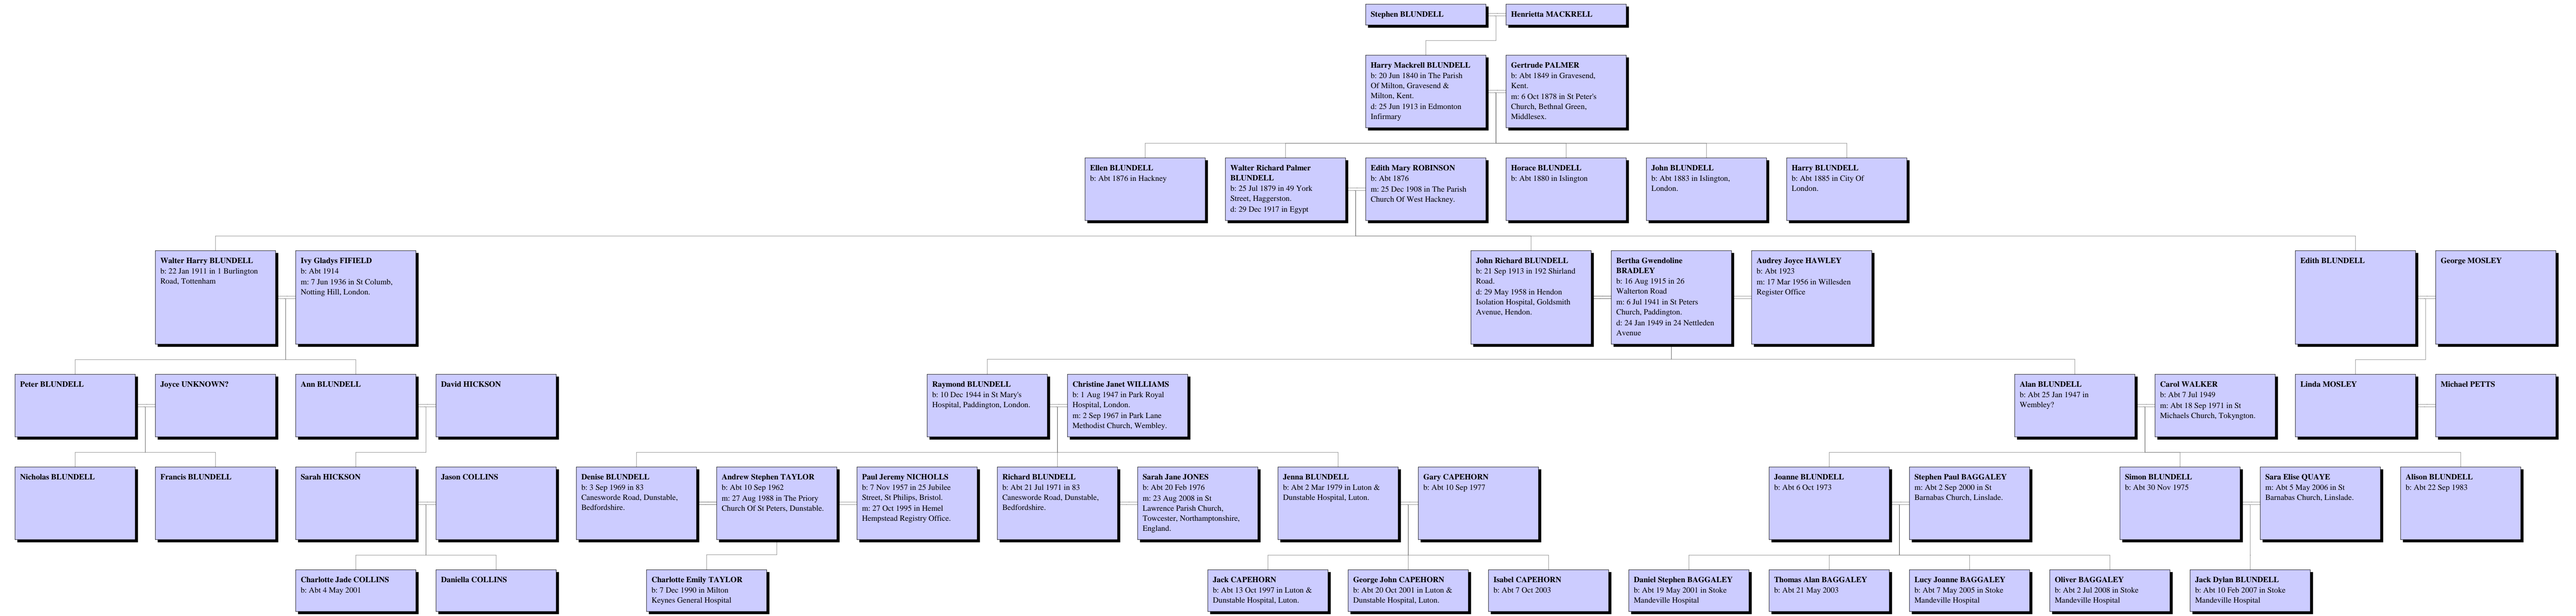 Stephen BLUNDELL
Henrietta MACKRELL
Harry Mackrell BLUNDELL
b: 20 Jun 1840 in The Parish
Of Milton, Gravesend &
Milton, Kent.
d: 25 Jun 1913 in Edmonton
Infirmary
Gertrude PALMER
b: Abt 1849 in Gravesend,
Kent.
m: 6 Oct 1878 in St Peter's
Church, Bethnal Green,
Middlesex.
Ellen BLUNDELL
b: Abt 1876 in Hackney
Walter Richard Palmer
BLUNDELL
b: 25 Jul 1879 in 49 York
Street, Haggerston.
d: 29 Dec 1917 in Egypt
Edith Mary ROBINSON
b: Abt 1876
m: 25 Dec 1908 in The Parish
Church Of West Hackney.
Horace BLUNDELL
b: Abt 1880 in Islington
John BLUNDELL
b: Abt 1883 in Islington,
London.
Harry BLUNDELL
b: Abt 1885 in City Of
London.
Walter Harry BLUNDELL
b: 22 Jan 1911 in 1 Burlington
Road, Tottenham
Ivy Gladys FIFIELD
b: Abt 1914
m: 7 Jun 1936 in St Columb,
Notting Hill, London.
John Richard BLUNDELL
b: 21 Sep 1913 in 192 Shirland
Road.
d: 29 May 1958 in Hendon
Isolation Hospital, Goldsmith
Avenue, Hendon.
Bertha Gwendoline
BRADLEY
b: 16 Aug 1915 in 26
Walterton Road
m: 6 Jul 1941 in St Peters
Church, Paddington.
d: 24 Jan 1949 in 24 Nettleden
Avenue
Audrey Joyce HAWLEY
b: Abt 1923
m: 17 Mar 1956 in Willesden
Register Office
Edith BLUNDELL
George MOSLEY
Peter BLUNDELL
Joyce UNKNOWN?
Ann BLUNDELL
David HICKSON
Raymond BLUNDELL
b: 10 Dec 1944 in St Mary's
Hospital, Paddington, London.
Christine Janet WILLIAMS
b: 1 Aug 1947 in Park Royal
Hospital, London.
m: 2 Sep 1967 in Park Lane
Methodist Church, Wembley.
Alan BLUNDELL
b: Abt 25 Jan 1947 in
Wembley?
Carol WALKER
b: Abt 7 Jul 1949
m: Abt 18 Sep 1971 in St
Michaels Church, Tokyngton.
Linda MOSLEY
Michael PETTS
Nicholas BLUNDELL
Francis BLUNDELL
Sarah HICKSON
Jason COLLINS
Denise BLUNDELL
b: 3 Sep 1969 in 83
Canesworde Road, Dunstable,
Bedfordshire.
Andrew Stephen TAYLOR
b: Abt 10 Sep 1962
m: 27 Aug 1988 in The Priory
Church Of St Peters, Dunstable.
Paul Jeremy NICHOLLS
b: 7 Nov 1957 in 25 Jubilee
Street, St Philips, Bristol.
m: 27 Oct 1995 in Hemel
Hempstead Registry Office.
Richard BLUNDELL
b: Abt 21 Jul 1971 in 83
Canesworde Road, Dunstable,
Bedfordshire.
Sarah Jane JONES
b: Abt 20 Feb 1976
m: 23 Aug 2008 in St
Lawrence Parish Church,
Towcester, Northamptonshire,
England.
Jenna BLUNDELL
b: Abt 2 Mar 1979 in Luton &
Dunstable Hospital, Luton.
Gary CAPEHORN
b: Abt 10 Sep 1977
Joanne BLUNDELL
b: Abt 6 Oct 1973
Stephen Paul BAGGALEY
m: Abt 2 Sep 2000 in St
Barnabas Church, Linslade.
Simon BLUNDELL
b: Abt 30 Nov 1975
Sara Elise QUAYE
m: Abt 5 May 2006 in St
Barnabas Church, Linslade.
Alison BLUNDELL
b: Abt 22 Sep 1983
Charlotte Jade COLLINS
b: Abt 4 May 2001
Daniella COLLINS
Charlotte Emily TAYLOR
b: 7 Dec 1990 in Milton
Keynes General Hospital
Jack CAPEHORN
b: Abt 13 Oct 1997 in Luton &
Dunstable Hospital, Luton.
George John CAPEHORN
b: Abt 20 Oct 2001 in Luton &
Dunstable Hospital, Luton.
Isabel CAPEHORN
b: Abt 7 Oct 2003
Daniel Stephen BAGGALEY
b: Abt 19 May 2001 in Stoke
Mandeville Hospital
Thomas Alan BAGGALEY
b: Abt 21 May 2003
Lucy Joanne BAGGALEY
b: Abt 7 May 2005 in Stoke
Mandeville Hospital
Oliver BAGGALEY
b: Abt 2 Jul 2008 in Stoke
Mandeville Hospital
Jack Dylan BLUNDELL
b: Abt 10 Feb 2007 in Stoke
Mandeville Hospital